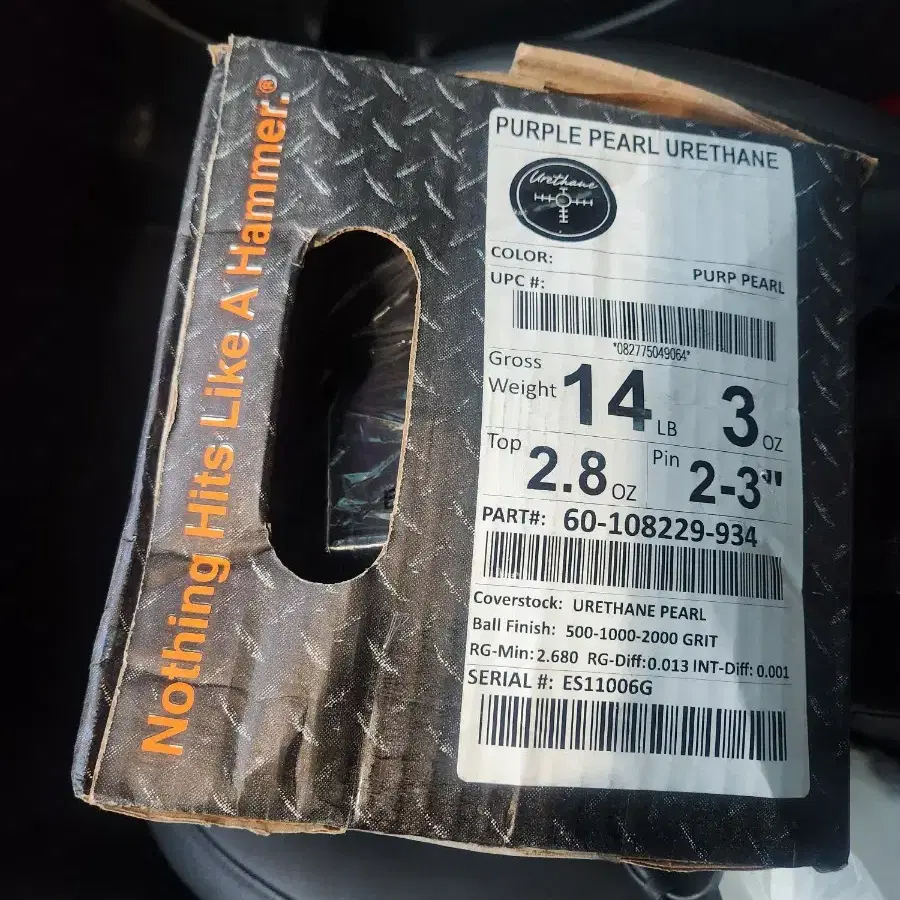 Nothing Hits Like A Hammer.®
PURPLE PEARL URETHANE
Urethane
COLOR: PURP PEARL
UPC #:
*082775049064*
Gross Weight 14 LB 3 OZ
Top 2.8 OZ Pin 2-3"
PART#: 60-108229-934
Coverstock: URETHANE PEARL
Ball Finish: 500-1000-2000 GRIT
RG-Min: 2.680 RG-Diff: 0.013 INT-Diff: 0.001
SERIAL #: ES11006G